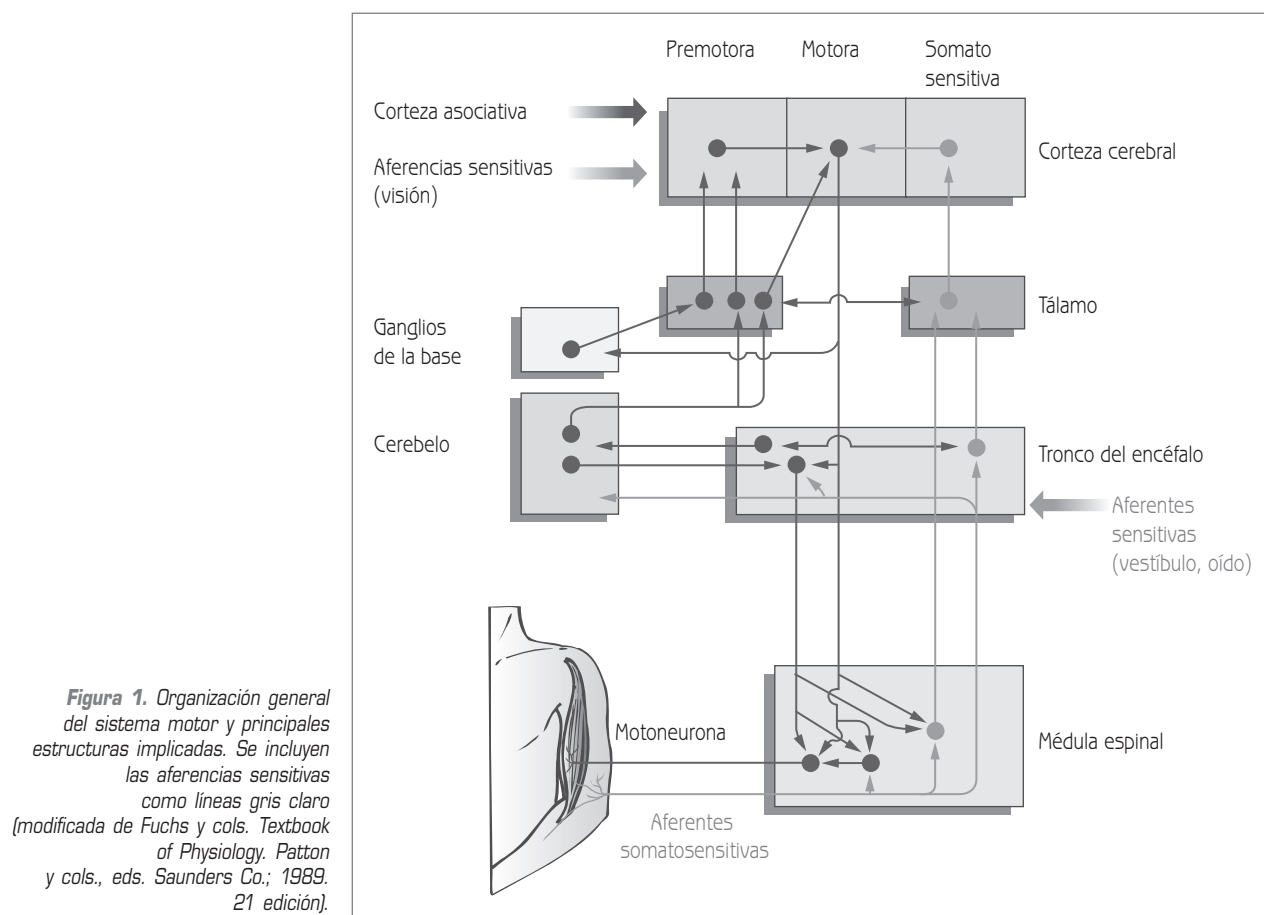 Premotora
Motora
Somato
sensitiva
Corteza asociativa
Aferencias sensitivas
(visión)
Corteza cerebral
Tálamo
Ganglios
de la base
Cerebelo
Tronco del encéfalo
Aferentes
sensitivas
(vestíbulo, oído)
Motoneurona
Médula espinal
Aferentes
somatosensitivas
Figura 1. Organización general
del sistema motor y principales
estructuras implicadas. Se incluyen
las aferencias sensitivas
como líneas gris claro
(modificada de Fuchs y cols. Textbook
of Physiology. Patton
y cols., eds. Saunders Co.; 1989.
21 edición).